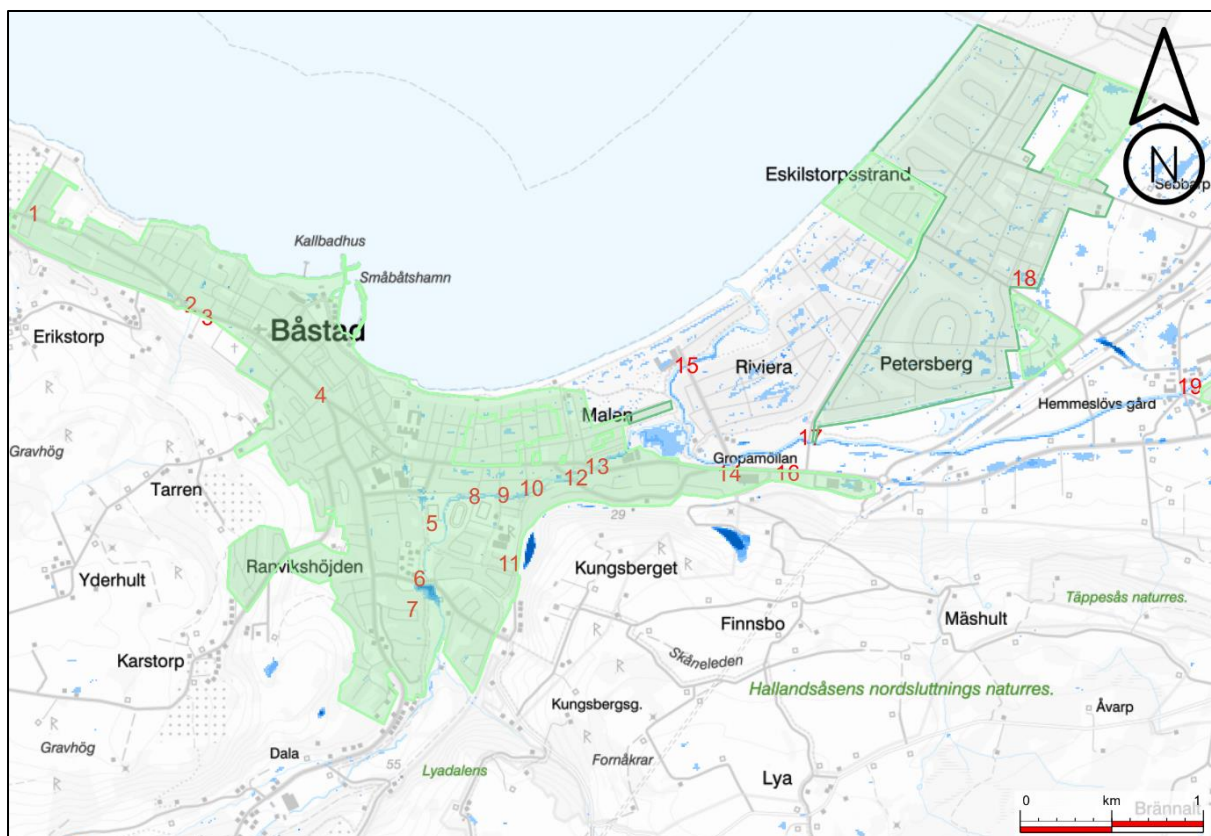 N
Eskilstorpsstrand
Sebbarp
1
Kallbadhus
Småbåtshamn
18
2
3
Erikstorp
Båstad
15
Riviera
Petersberg
4
19
Hemmeslövs gård
Malen
17
Gravhög
Gropamöllan
13
12
14
16
Tarren
10
8
9
5
29
11
Ranvikshöjden
Kungsberget
6
Yderhult
7
Täppesås naturres.
Finnsbo
Mäshult
Skåneleden
Karstorp
Hallandsåsens nordsluttnings naturres.
Kungsbergsg.
Åvarp
Gravhög
Dala
55
Fornåkrar
Lyadalens
Lya
0 km 1
Brännalt